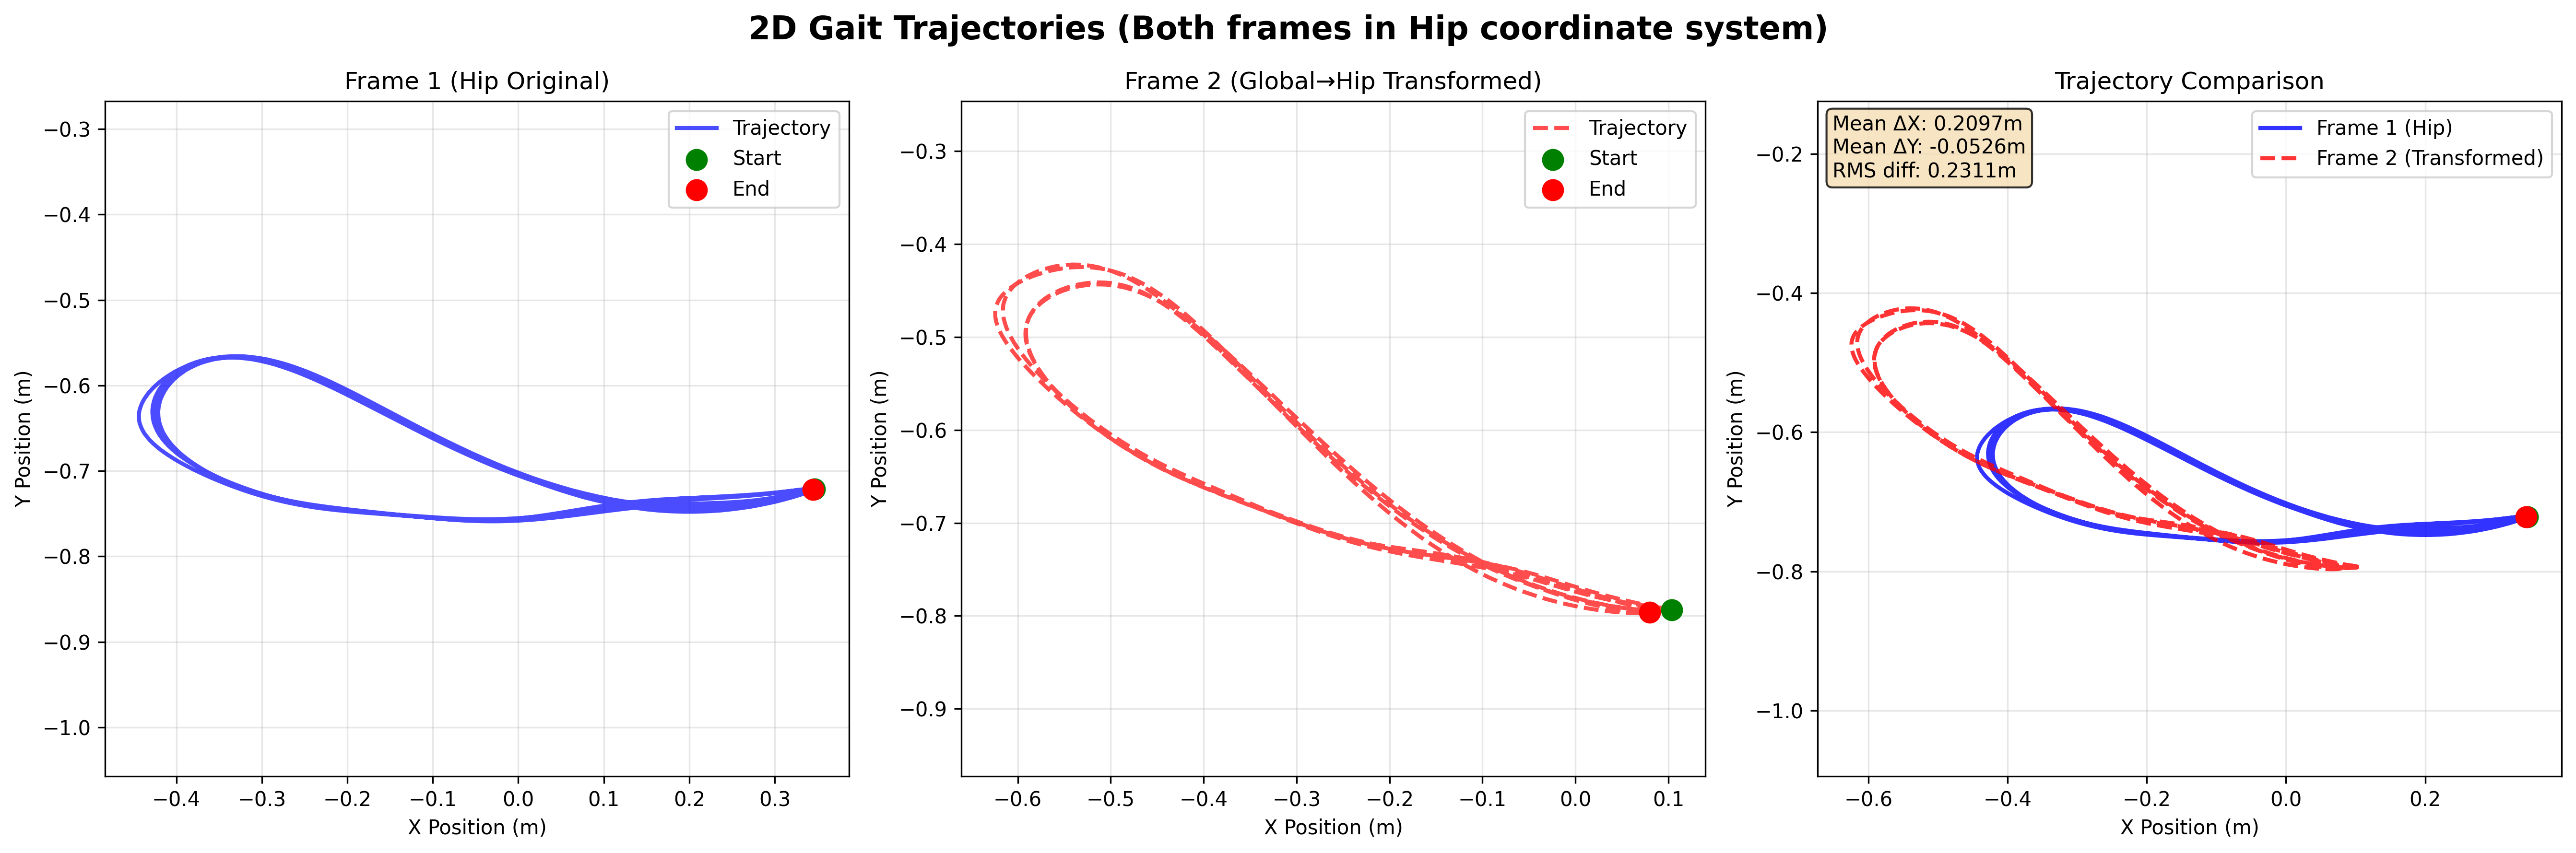 2D Gait Trajectories (Both frames in Hip coordinate system)
Frame 1 (Hip Original)
Trajectory
Start
End
−0.3
−0.4
−0.5
−0.6
−0.7
−0.8
−0.9
−1.0
Y Position (m)
−0.4
−0.3
−0.2
−0.1
0.0
0.1
0.2
0.3
X Position (m)
Frame 2 (Global→Hip Transformed)
Trajectory
Start
End
−0.3
−0.4
−0.5
−0.6
−0.7
−0.8
−0.9
Y Position (m)
−0.6
−0.5
−0.4
−0.3
−0.2
−0.1
0.0
0.1
X Position (m)
Trajectory Comparison
Mean ΔX: 0.2097m
Mean ΔY: -0.0526m
RMS diff: 0.2311m
Frame 1 (Hip)
Frame 2 (Transformed)
−0.2
−0.4
−0.6
−0.8
−1.0
Y Position (m)
−0.6
−0.4
−0.2
0.0
0.2
X Position (m)